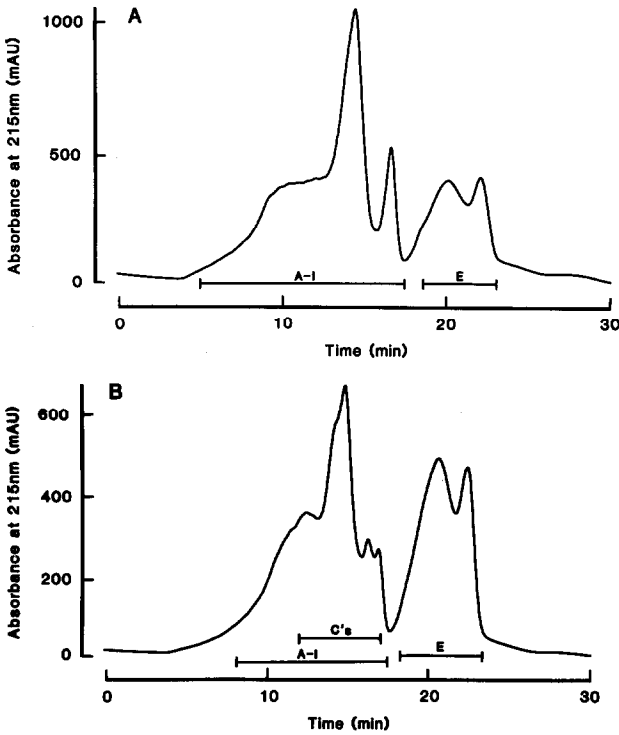 A
Absorbance at 215nm (mAU)
1000
500
0
A-I
E
0 10 20 30
Time (min)
B
Absorbance at 215nm (mAU)
600
400
200
0
C's
A-I
E
0 10 20 30
Time (min)